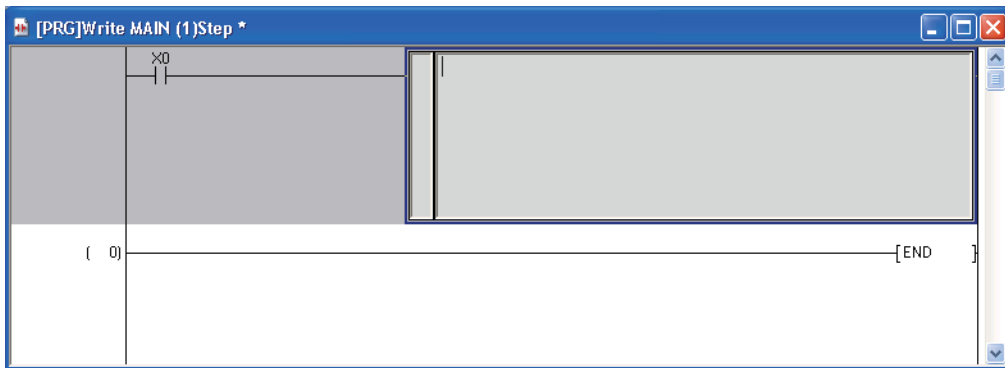 [PRG]Write MAIN (1)Step *
X0
( 0)
[END ]